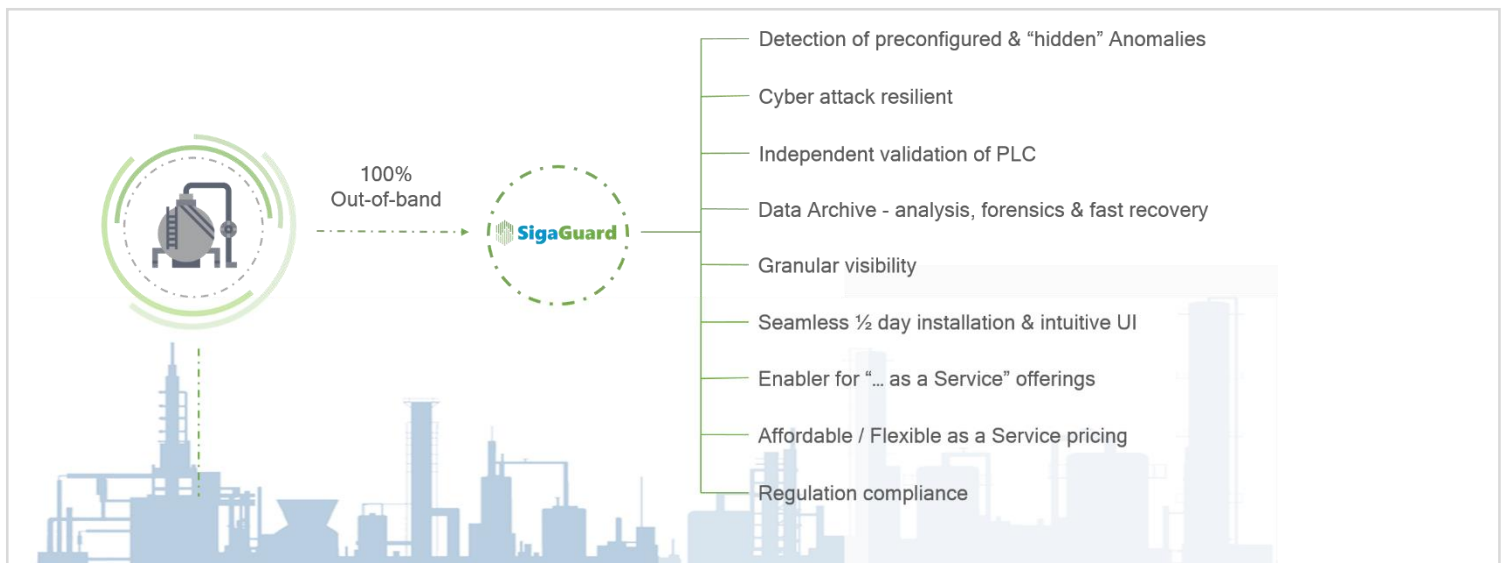 Detection of preconfigured & “hidden” Anomalies
Cyber attack resilient
Independent validation of PLC
100%
Out-of-band
Data Archive - analysis, forensics & fast recovery
SigaGuard
Granular visibility
Seamless ½ day installation & intuitive UI
Enabler for “... as a Service” offerings
Affordable / Flexible as a Service pricing
Regulation compliance